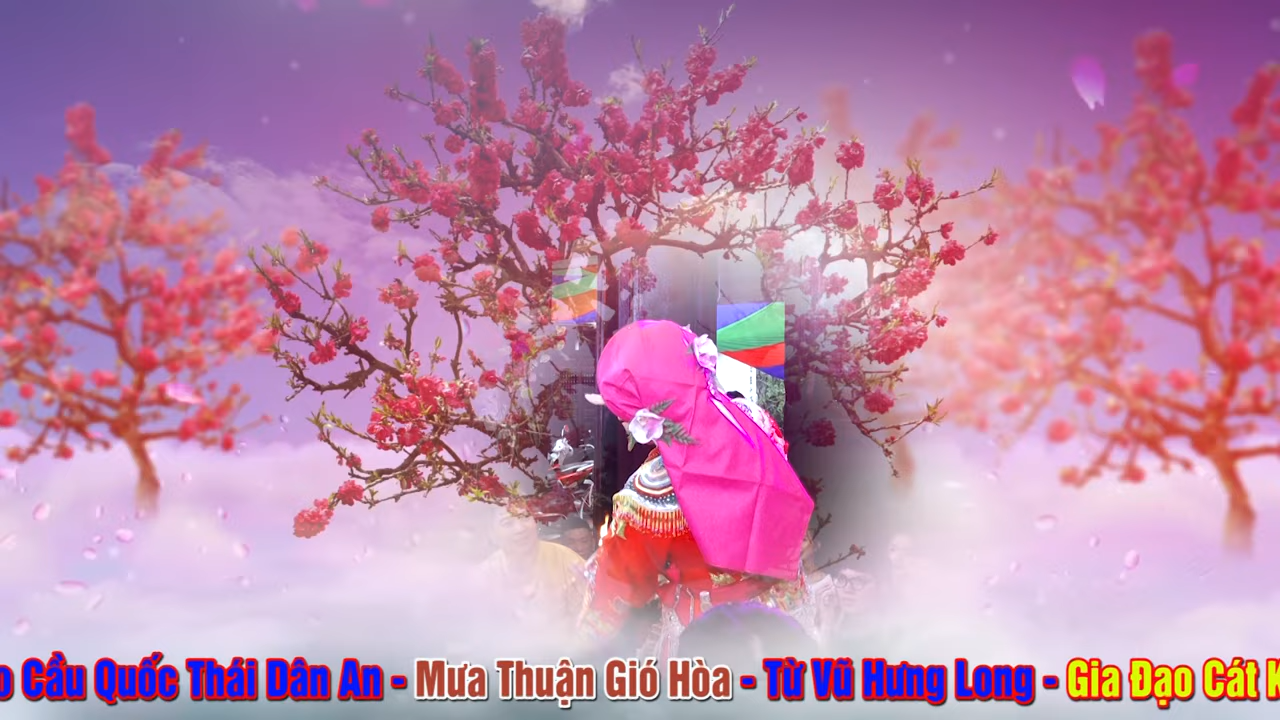 Cầu Quốc Thái Dân An - Mưa Thuận Gió Hòa - Từ Vũ Hưng Long - Gia Đạo Cát